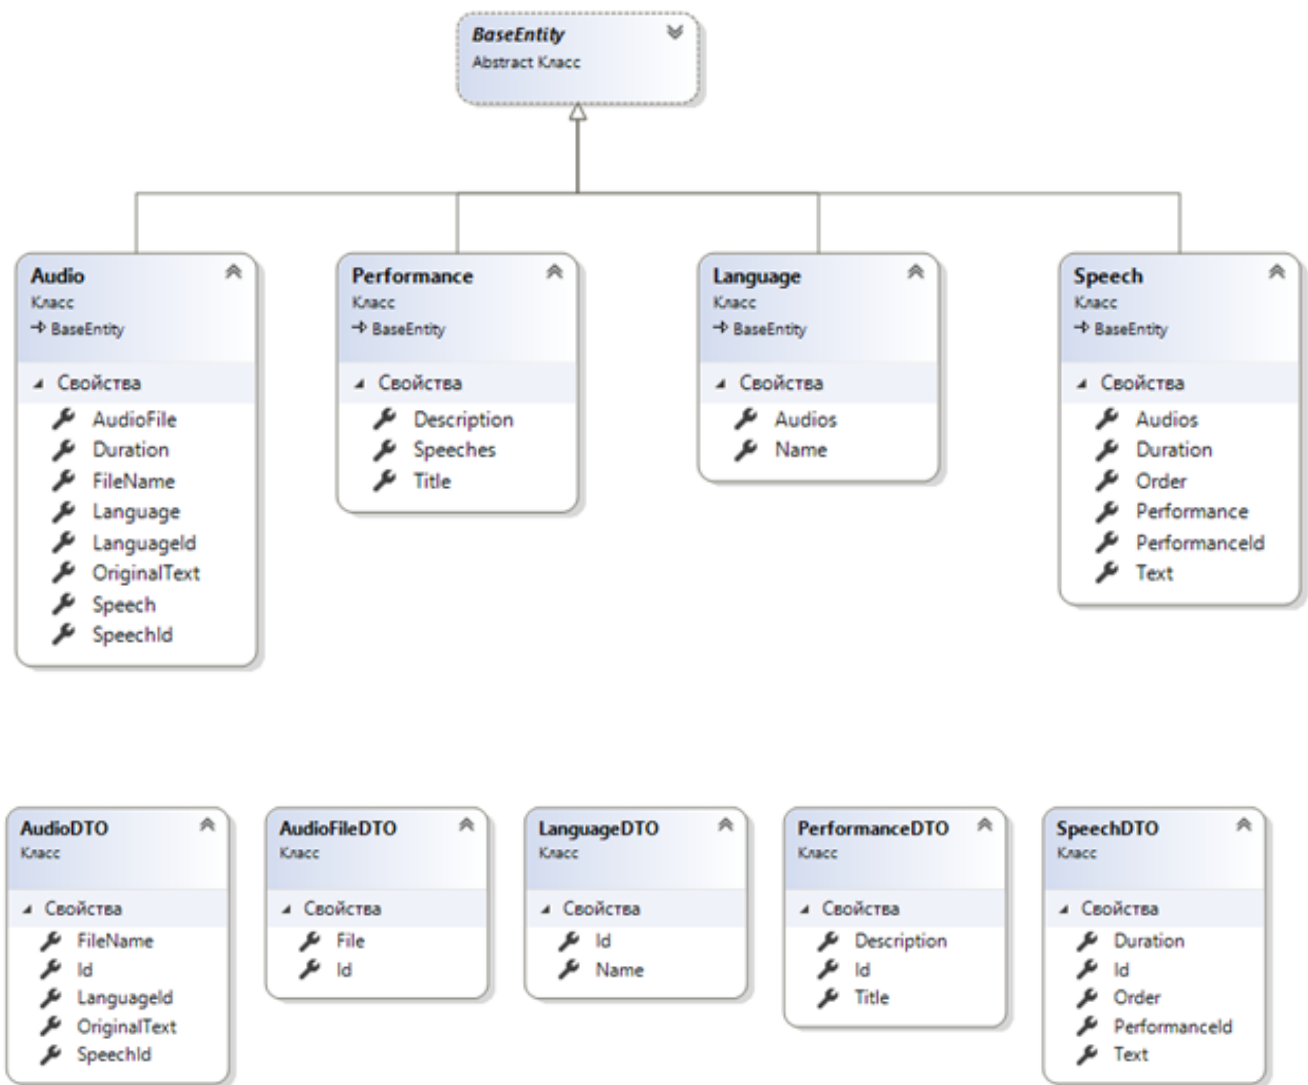 BaseEntity
Abstract Класс
Audio
Класс
BaseEntity
Свойства
AudioFile
Duration
FileName
Language
LanguageId
OriginalText
Speech
SpeechId
Performance
Класс
BaseEntity
Свойства
Description
Speeches
Title
Language
Класс
BaseEntity
Свойства
Audios
Name
Speech
Класс
BaseEntity
Свойства
Audios
Duration
Order
Performance
PerformanceId
Text
AudioDTO
Класс
Свойства
FileName
Id
LanguageId
OriginalText
SpeechId
AudioFileDTO
Класс
Свойства
File
Id
LanguageDTO
Класс
Свойства
Id
Name
PerformanceDTO
Класс
Свойства
Description
Id
Title
SpeechDTO
Класс
Свойства
Duration
Id
Order
PerformanceId
Text